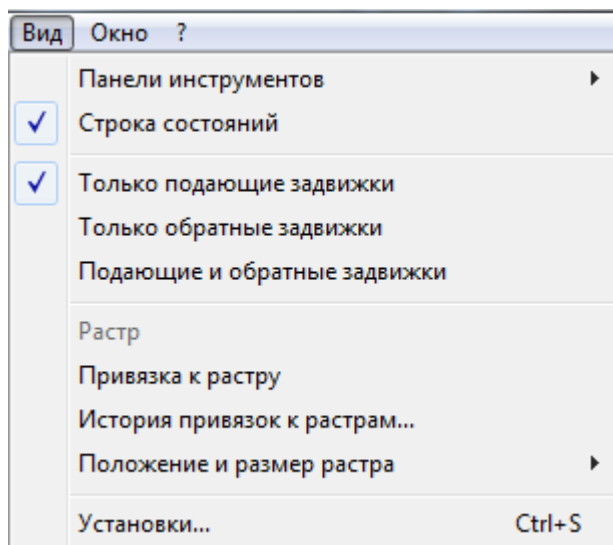 Вид Окно ?
Панели инструментов
Строка состояний
Только подающие задвижки
Только обратные задвижки
Подающие и обратные задвижки
Растр
Привязка к растру
История привязок к растрам...
Положение и размер растра
Установки... Ctrl+S